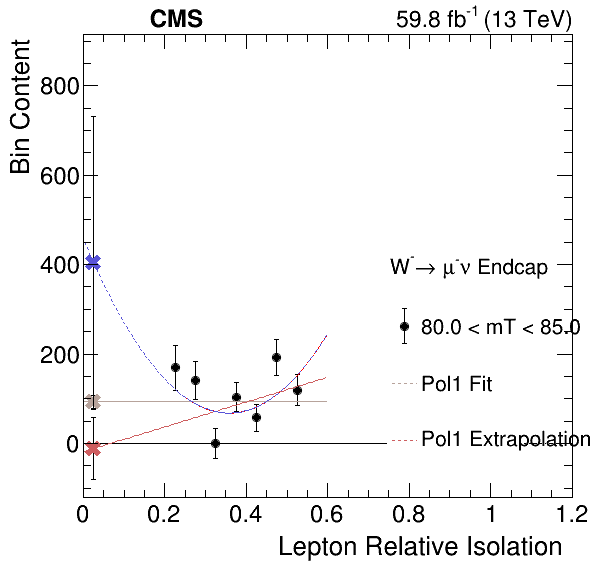 CMS 59.8 fb⁻¹ (13 TeV)
Bin Content
800
600
400
200
0
W⁻→ μ⁻ν Endcap
80.0 < mT < 85.0
Pol1 Fit
Pol1 Extrapolation
0 0.2 0.4 0.6 0.8 1 1.2
Lepton Relative Isolation